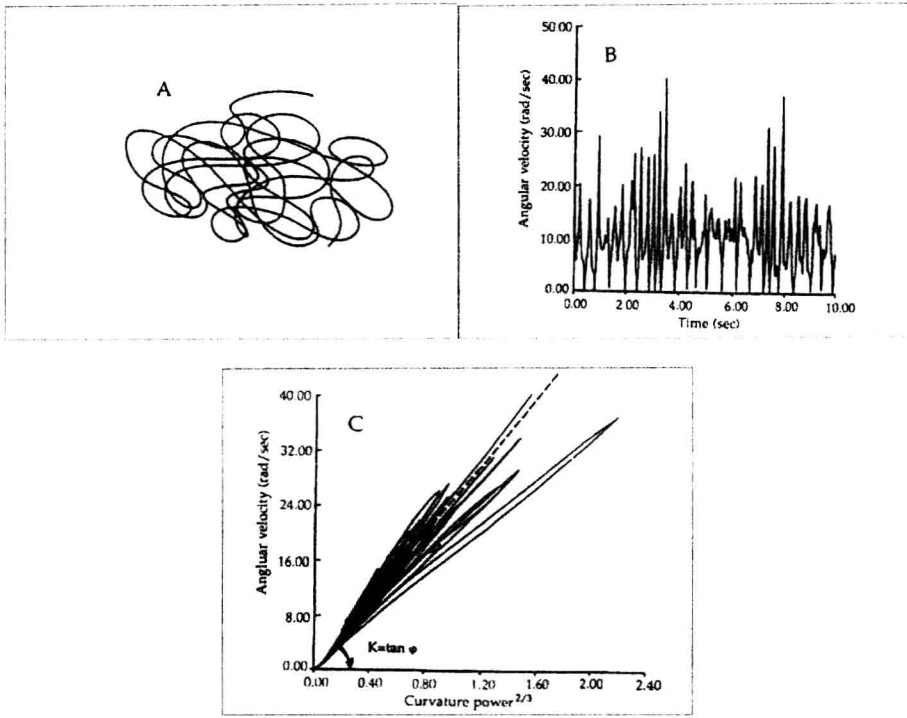 A
B
50.00
40.00
30.00
20.00
10.00
0.00
Angular velocity (rad/sec)
0.00 2.00 4.00 6.00 8.00 10.00
Time (sec)
C
40.00
32.00
24.00
16.00
8.00
0.00
Angluar velocity (rad/sec)
K=tan φ
0.00 0.40 0.80 1.20 1.60 2.00 2.40
Curvature power 2/3